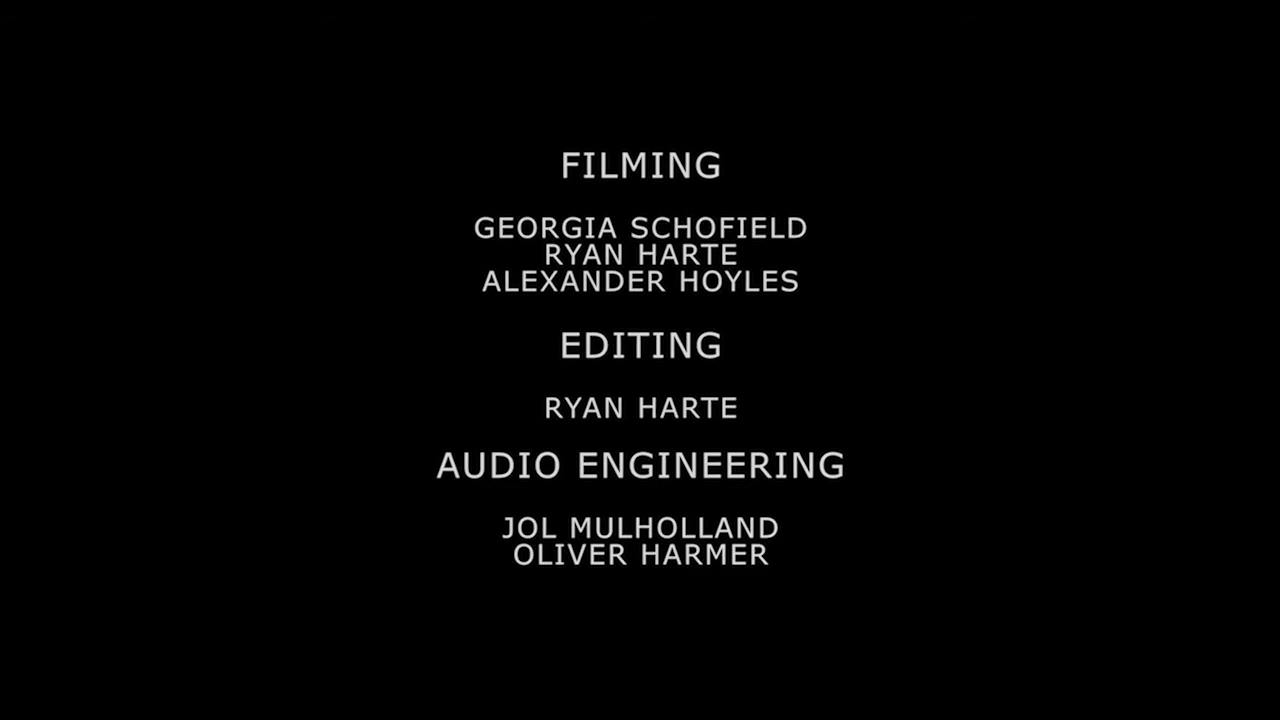 FILMING
GEORGIA SCHOFIELD
RYAN HARTE
ALEXANDER HOYLES
EDITING
RYAN HARTE
AUDIO ENGINEERING
JOL MULHOLLAND
OLIVER HARMER